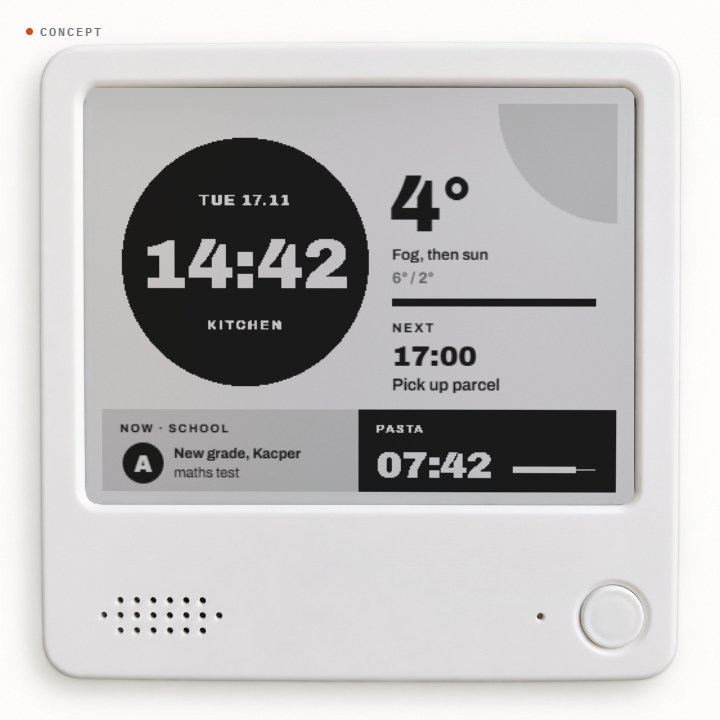 CONCEPT
TUE 17.11
14:42
KITCHEN
4°
Fog, then sun
6° / 2°
NEXT
17:00
Pick up parcel
NOW · SCHOOL
A
New grade, Kacper
maths test
PASTA
07:42